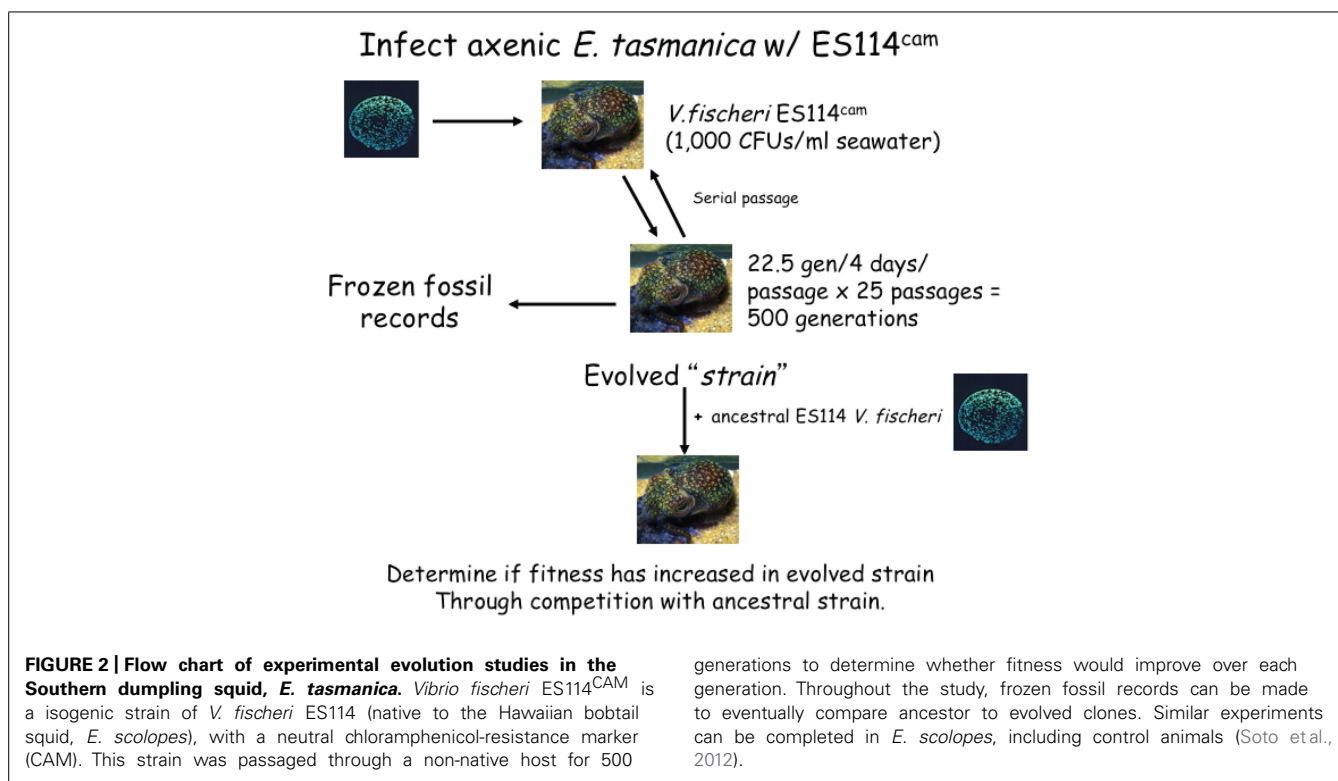 Infect axenic E. tasmanica w/ ES114cam
V.fischeri ES114cam
(1,000 CFUs/ml seawater)
Serial passage
22.5 gen/4 days/
passage x 25 passages =
500 generations
Frozen fossil
records
Evolved “strain”
+ ancestral ES114 V. fischeri
Determine if fitness has increased in evolved strain
Through competition with ancestral strain.
FIGURE 2 | Flow chart of experimental evolution studies in the
Southern dumpling squid, E. tasmanica. Vibrio fischeri ES114CAM is
a isogenic strain of V. fischeri ES114 (native to the Hawaiian bobtail
squid, E. scolopes), with a neutral chloramphenicol-resistance marker
(CAM). This strain was passaged through a non-native host for 500
generations to determine whether fitness would improve over each
generation. Throughout the study, frozen fossil records can be made
to eventually compare ancestor to evolved clones. Similar experiments
can be completed in E. scolopes, including control animals (Soto et al.,
2012).